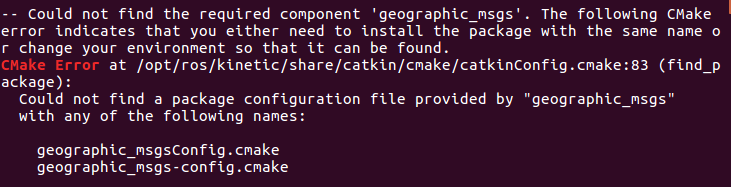 -- Could not find the required component 'geographic_msgs'. The following CMake
error indicates that you either need to install the package with the same name o
r change your environment so that it can be found.
CMake Error at /opt/ros/kinetic/share/catkin/cmake/catkinConfig.cmake:83 (find_p
ackage):
  Could not find a package configuration file provided by "geographic_msgs"
  with any of the following names:

    geographic_msgsConfig.cmake
    geographic_msgs-config.cmake